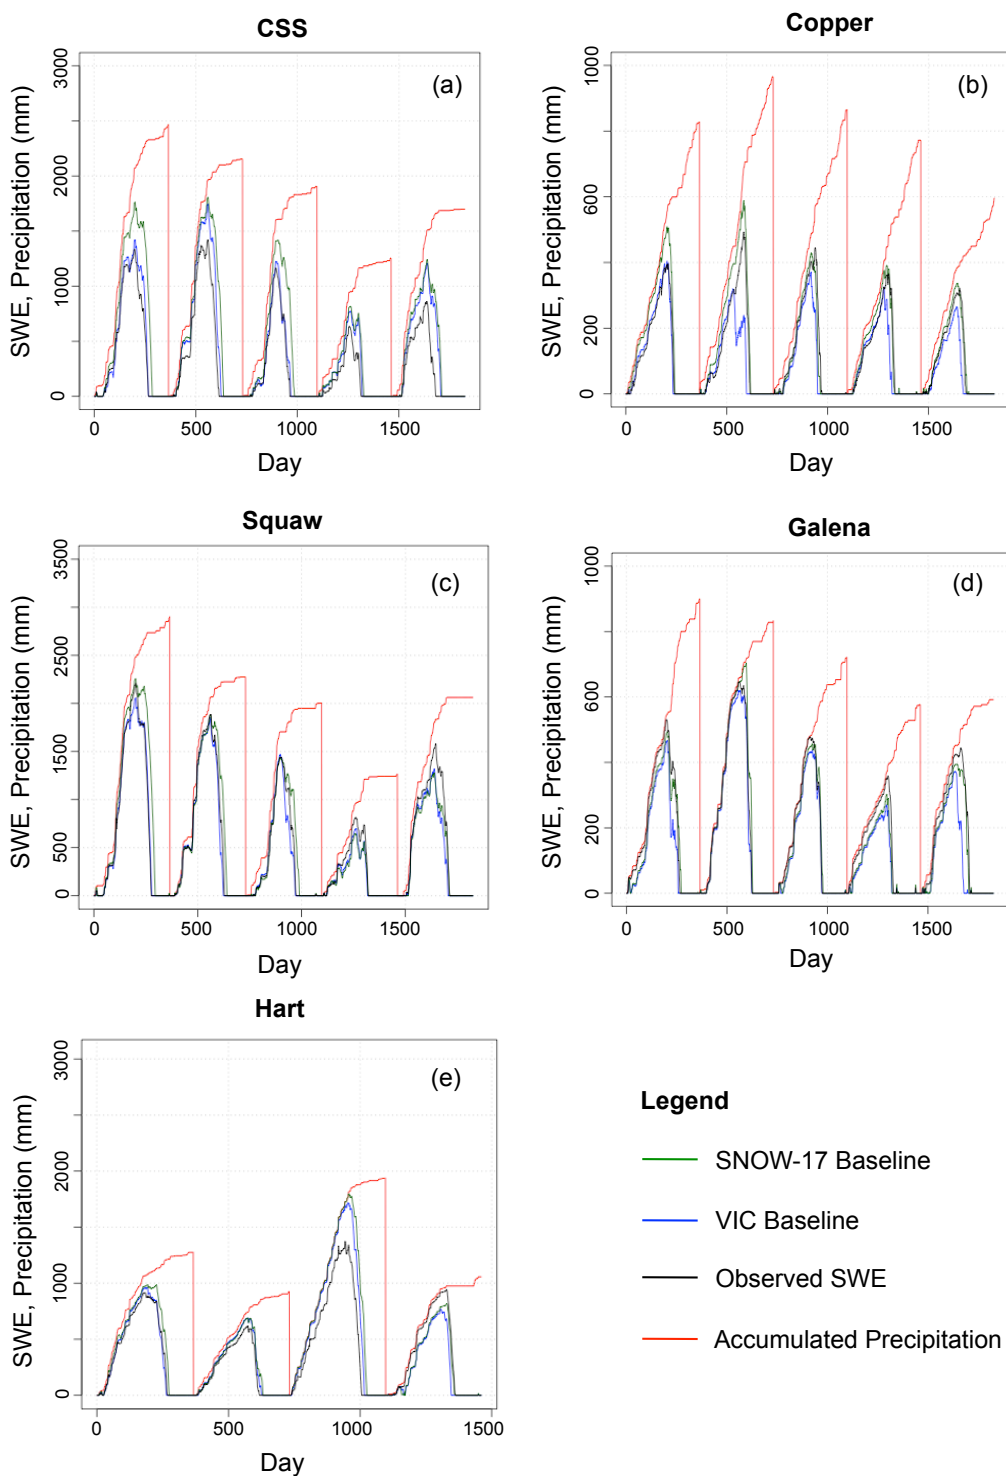 CSS
(a)
SWE, Precipitation (mm)
0 1000 2000 3000
0 500 1000 1500
Day
Copper
(b)
SWE, Precipitation (mm)
0 200 600 1000
0 500 1000 1500
Day
Squaw
(c)
SWE, Precipitation (mm)
0 500 1500 2500 3500
0 500 1000 1500
Day
Galena
(d)
SWE, Precipitation (mm)
0 200 600 1000
0 500 1000 1500
Day
Hart
(e)
SWE, Precipitation (mm)
0 1000 2000 3000
0 500 1000 1500
Day
Legend
SNOW-17 Baseline
VIC Baseline
Observed SWE
Accumulated Precipitation